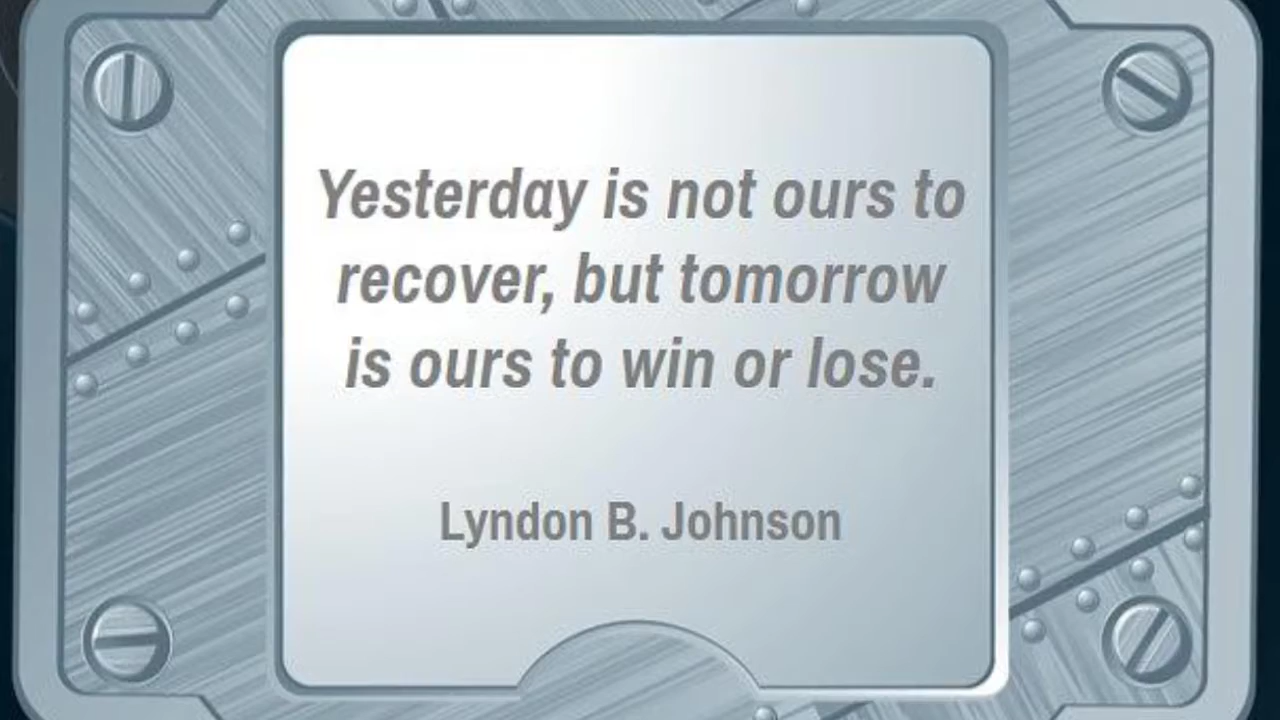 Yesterday is not ours to
recover, but tomorrow
is ours to win or lose.
Lyndon B. Johnson